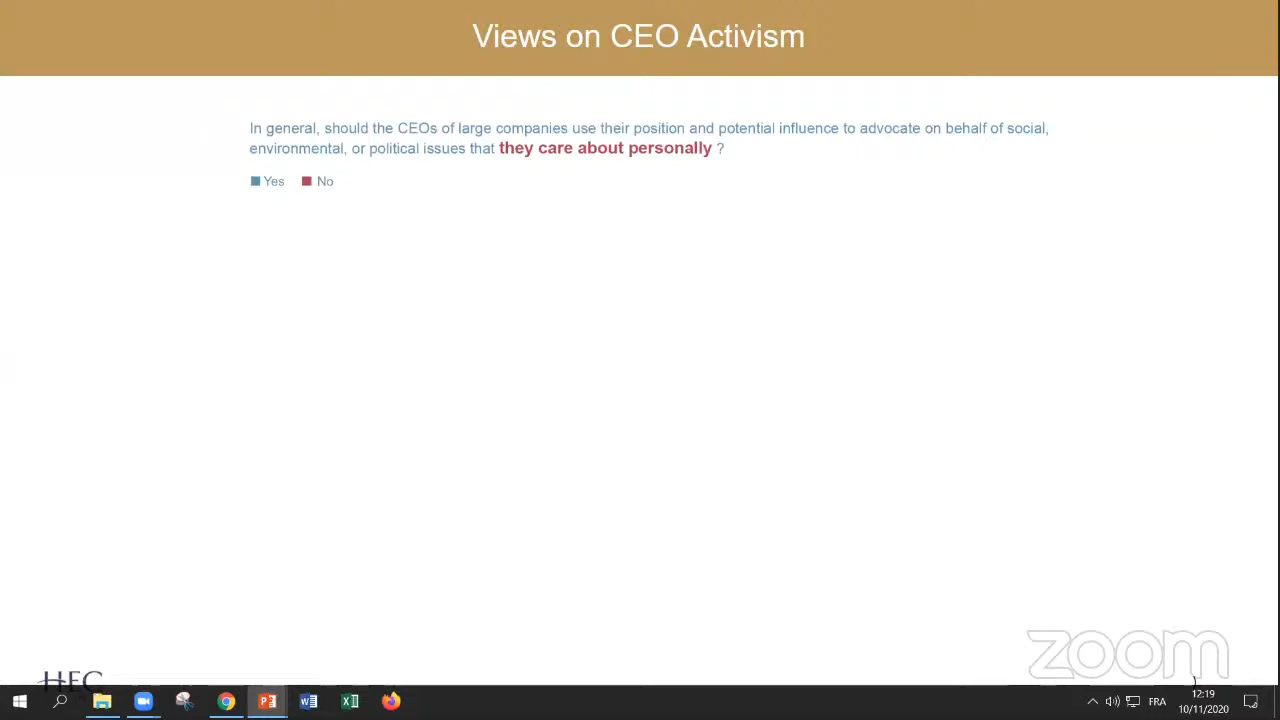 Views on CEO Activism
In general, should the CEOs of large companies use their position and potential influence to advocate on behalf of social,
environmental, or political issues that they care about personally ?
Yes No
zoom
HEC
FRA
12:19
10/11/2020